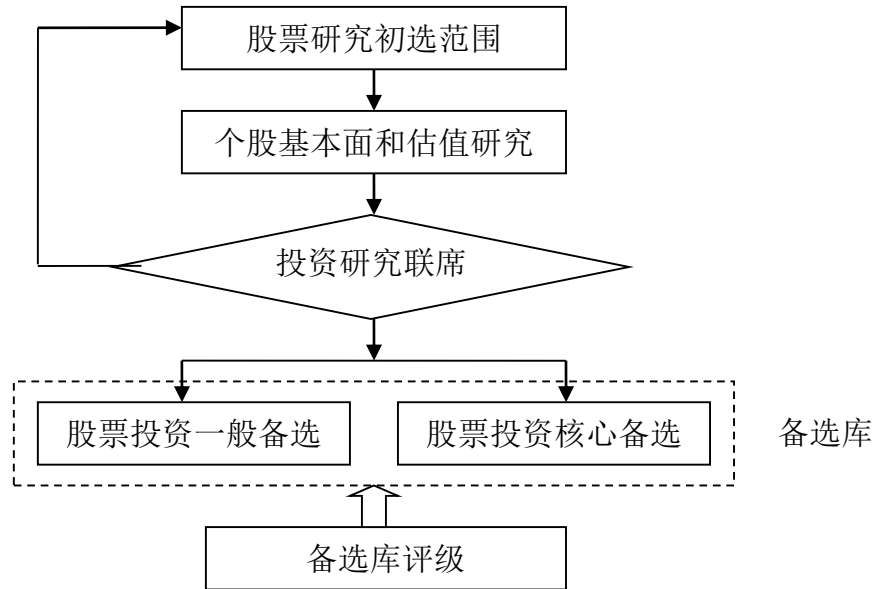 股票研究初选范围
个股基本面和估值研究
投资研究联席
股票投资一般备选
股票投资核心备选
备选库
备选库评级